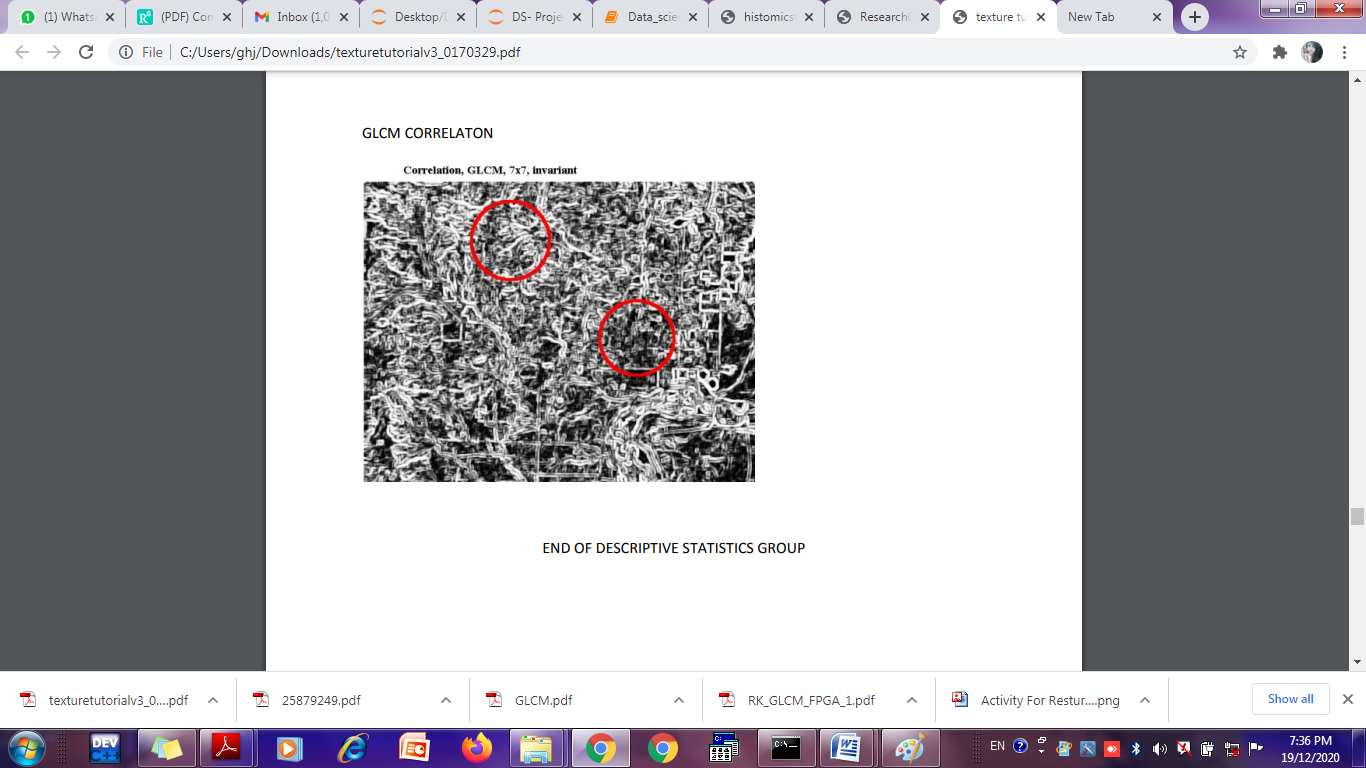 (1) Whats
(PDF) Con
Inbox (1,0
Desktop/D
DS- Proje
Data_scie
histomics
Research
texture tu
New Tab
File
C:/Users/ghj/Downloads/texturetutorialv3_0170329.pdf
GLCM CORRELATON
Correlation, GLCM, 7x7, invariant
END OF DESCRIPTIVE STATISTICS GROUP
texturetutorialv3_0....pdf
25879249.pdf
GLCM.pdf
RK_GLCM_FPGA_1.pdf
Activity For Restur....png
Show all
DEV
EN
7:36 PM
19/12/2020